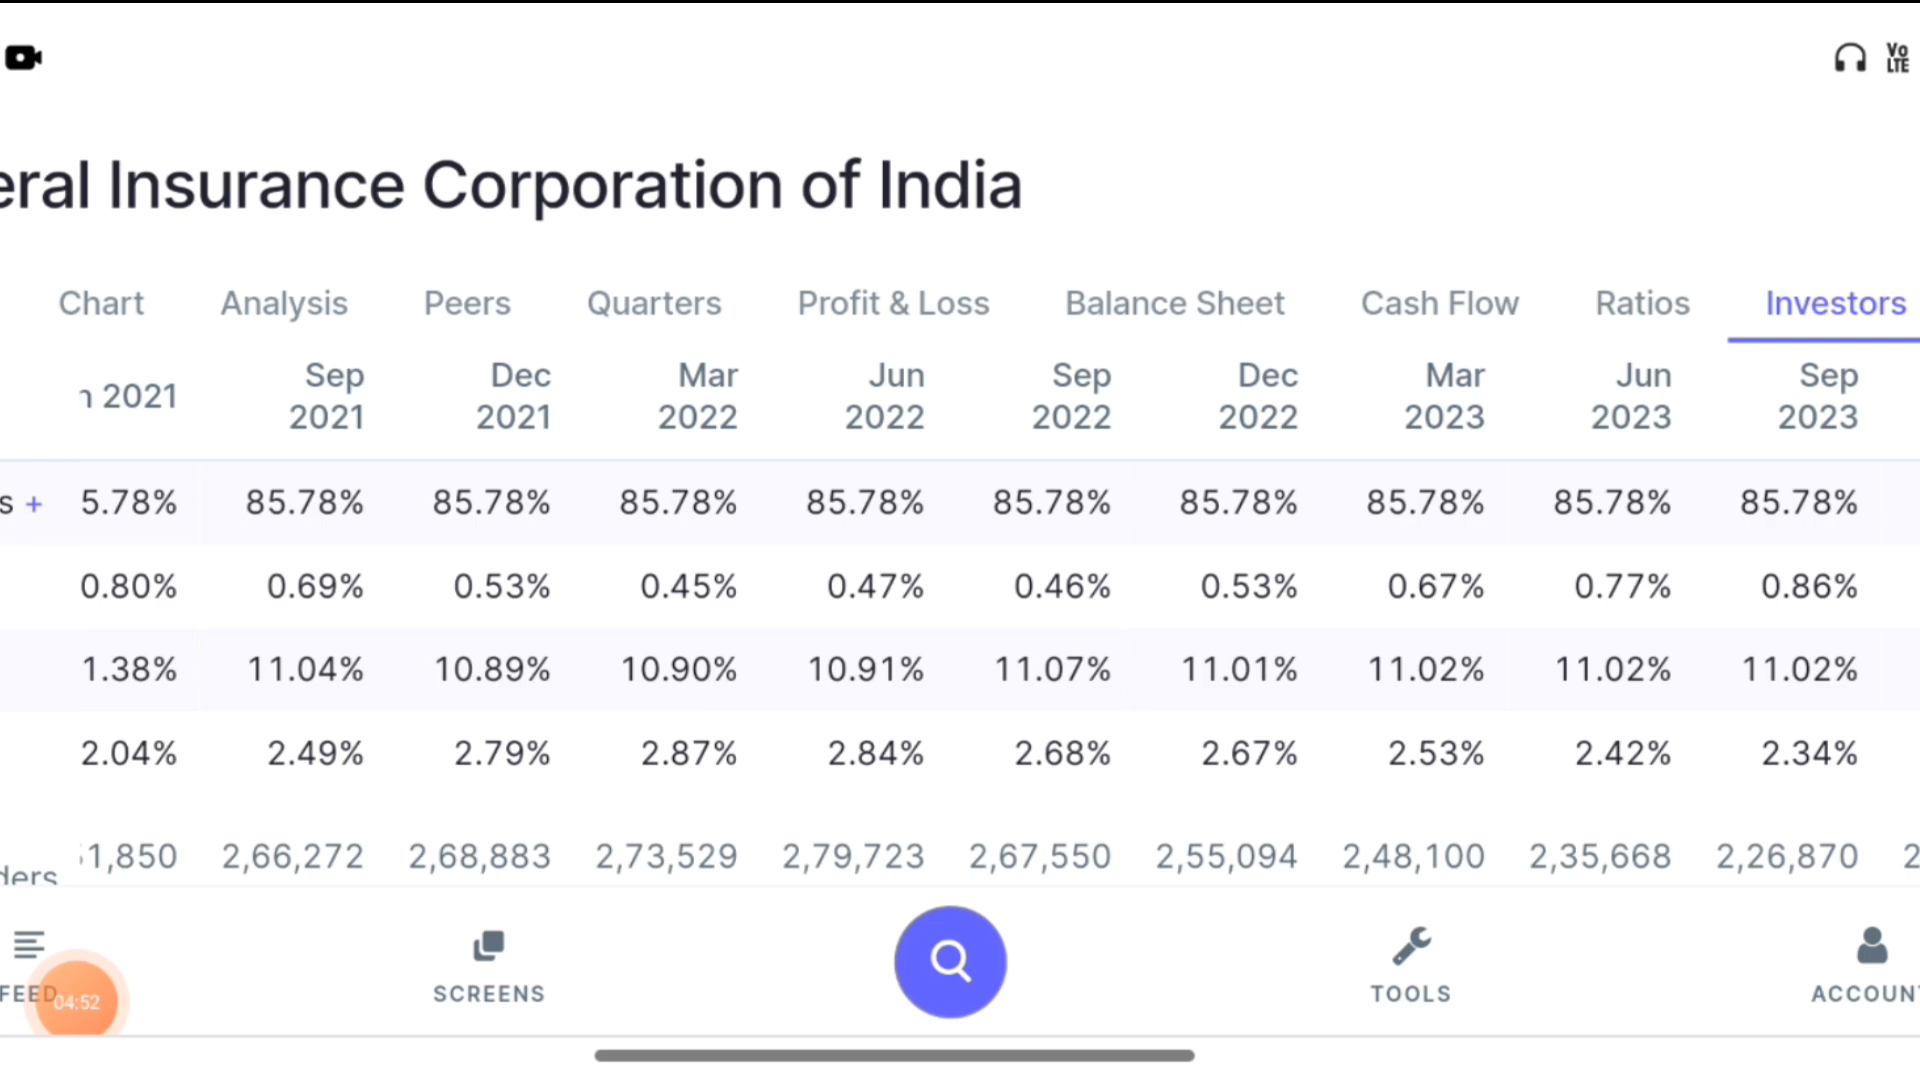 Vo
LTE
eral Insurance Corporation of India
Chart Analysis Peers Quarters Profit & Loss Balance Sheet Cash Flow Ratios Investors
n 2021 Sep 2021 Dec 2021 Mar 2022 Jun 2022 Sep 2022 Dec 2022 Mar 2023 Jun 2023 Sep 2023
s + 5.78% 85.78% 85.78% 85.78% 85.78% 85.78% 85.78% 85.78% 85.78% 85.78%
0.80% 0.69% 0.53% 0.45% 0.47% 0.46% 0.53% 0.67% 0.77% 0.86%
1.38% 11.04% 10.89% 10.90% 10.91% 11.07% 11.01% 11.02% 11.02% 11.02%
2.04% 2.49% 2.79% 2.87% 2.84% 2.68% 2.67% 2.53% 2.42% 2.34%
ders 1,850 2,66,272 2,68,883 2,73,529 2,79,723 2,67,550 2,55,094 2,48,100 2,35,668 2,26,870 2
FEED 04:52 SCREENS TOOLS ACCOUN